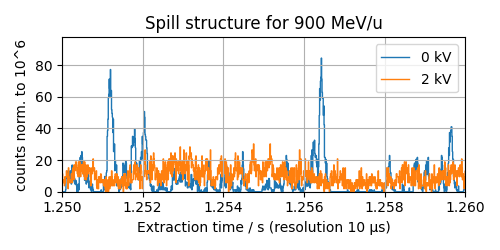 Spill structure for 900 MeV/u
counts norm. to 10^6
80
60
40
20
0
0 kV
2 kV
1.250
1.252
1.254
1.256
1.258
1.260
Extraction time / s (resolution 10 μs)